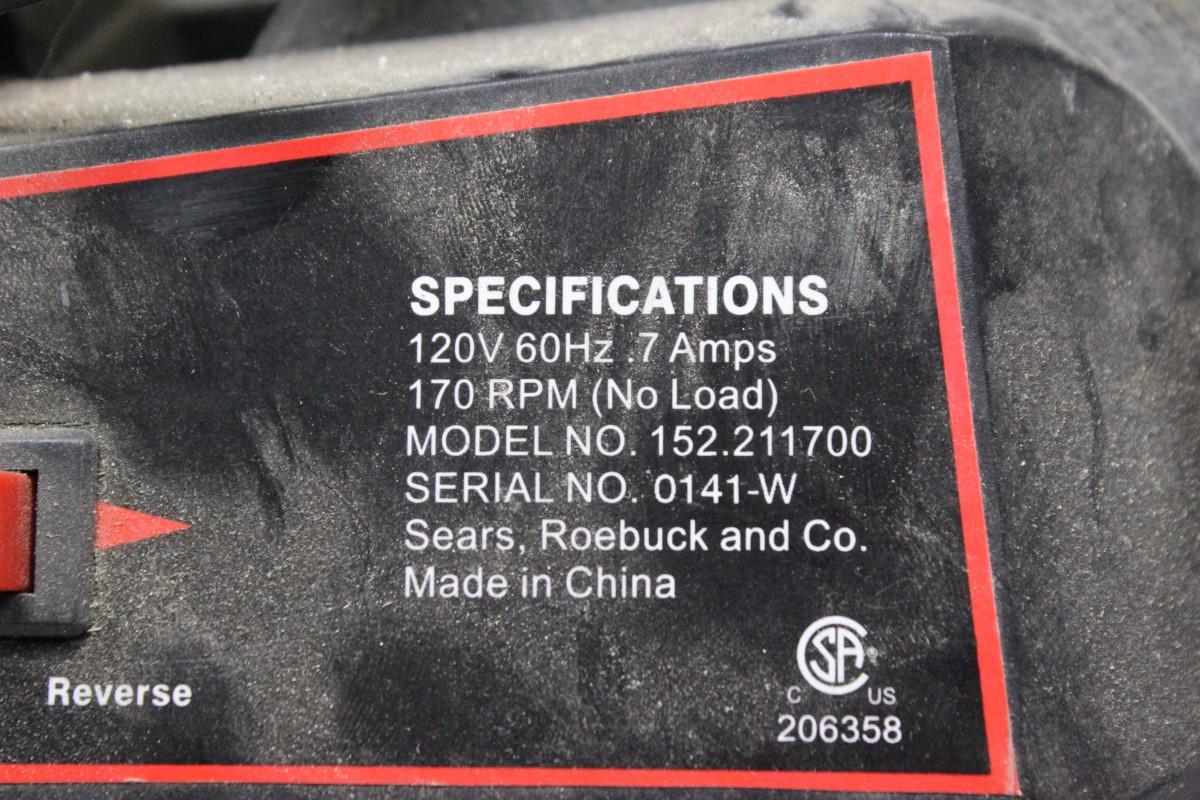 SPECIFICATIONS
120V 60Hz .7 Amps
170 RPM (No Load)
MODEL NO. 152.211700
SERIAL NO. 0141-W
Sears, Roebuck and Co.
Made in China
Reverse
CSA®
C US
206358